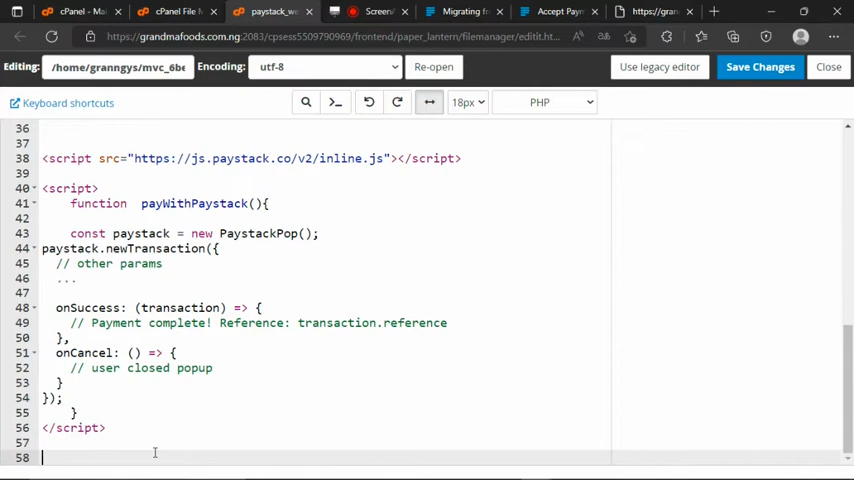 cPanel - Mai
cPanel File M
paystack_we
Screen/
Migrating fr
Accept Paym
https://gran
https://grandmafoods.com.ng:2083/cpsess5509790969/frontend/paper_lantern/filemanager/editit.ht...
Editing: /home/granngys/mvc_6be Encoding: utf-8 Re-open Use legacy editor Save Changes Close
Keyboard shortcuts 18px PHP
36
37
38 <script src="https://js.paystack.co/v2/inline.js"></script>
39
40 <script>
41 function payWithPaystack(){
42
43 const paystack = new PaystackPop();
44 paystack.newTransaction({
45 // other params
46 ...
47
48 onSuccess: (transaction) => {
49 // Payment complete! Reference: transaction.reference
50 },
51 onCancel: () => {
52 // user closed popup
53 }
54 });
55 }
56 </script>
57
58